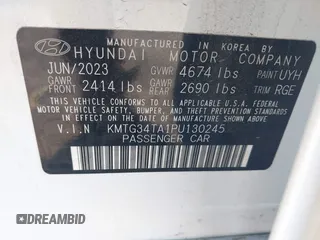 MANUFACTURED IN KOREA BY
HYUNDAI MOTOR COMPANY
JUN/2023 GVWR 4674 lbs PAINT UYH
GAWR FRONT 2414 lbs GAWR REAR 2690 lbs TRIM RGE
THIS VEHICLE CONFORMS TO ALL APPLICABLE
U.S. FEDERAL MOTOR VEHICLE SAFETY, BUMPER, AND THEFT
PREVENTION STANDARDS IN EFFECT ON THE DATE OF MANUFACTURE
SHOWN ABOVE.
V.I.N KMTG34TA1PU130245
PASSENGER CAR
AMERIBID